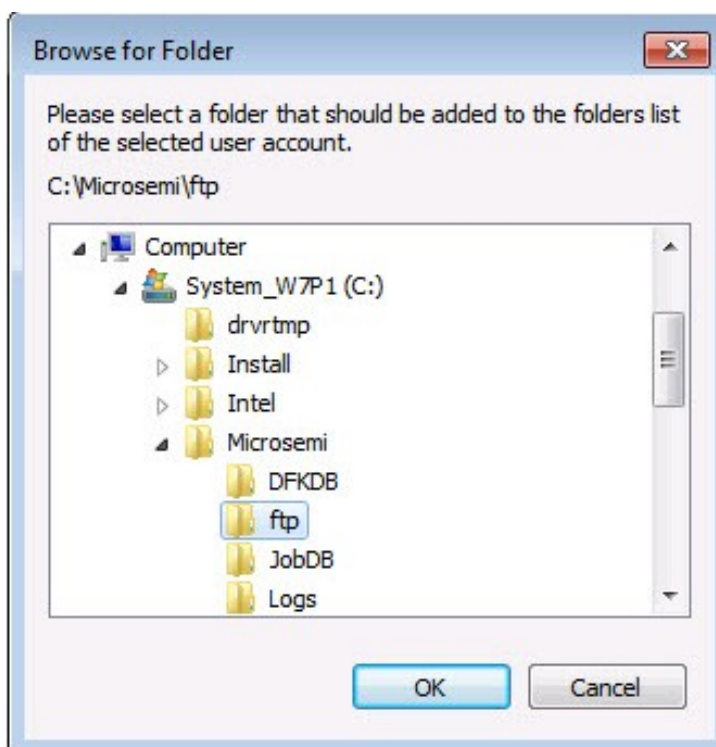 Browse for Folder
Please select a folder that should be added to the folders list
of the selected user account.
C:\Microsemi\ftp
Computer
System_W7P1 (C:)
drvrtmp
Install
Intel
Microsemi
DFKDB
ftp
JobDB
Logs
OK Cancel